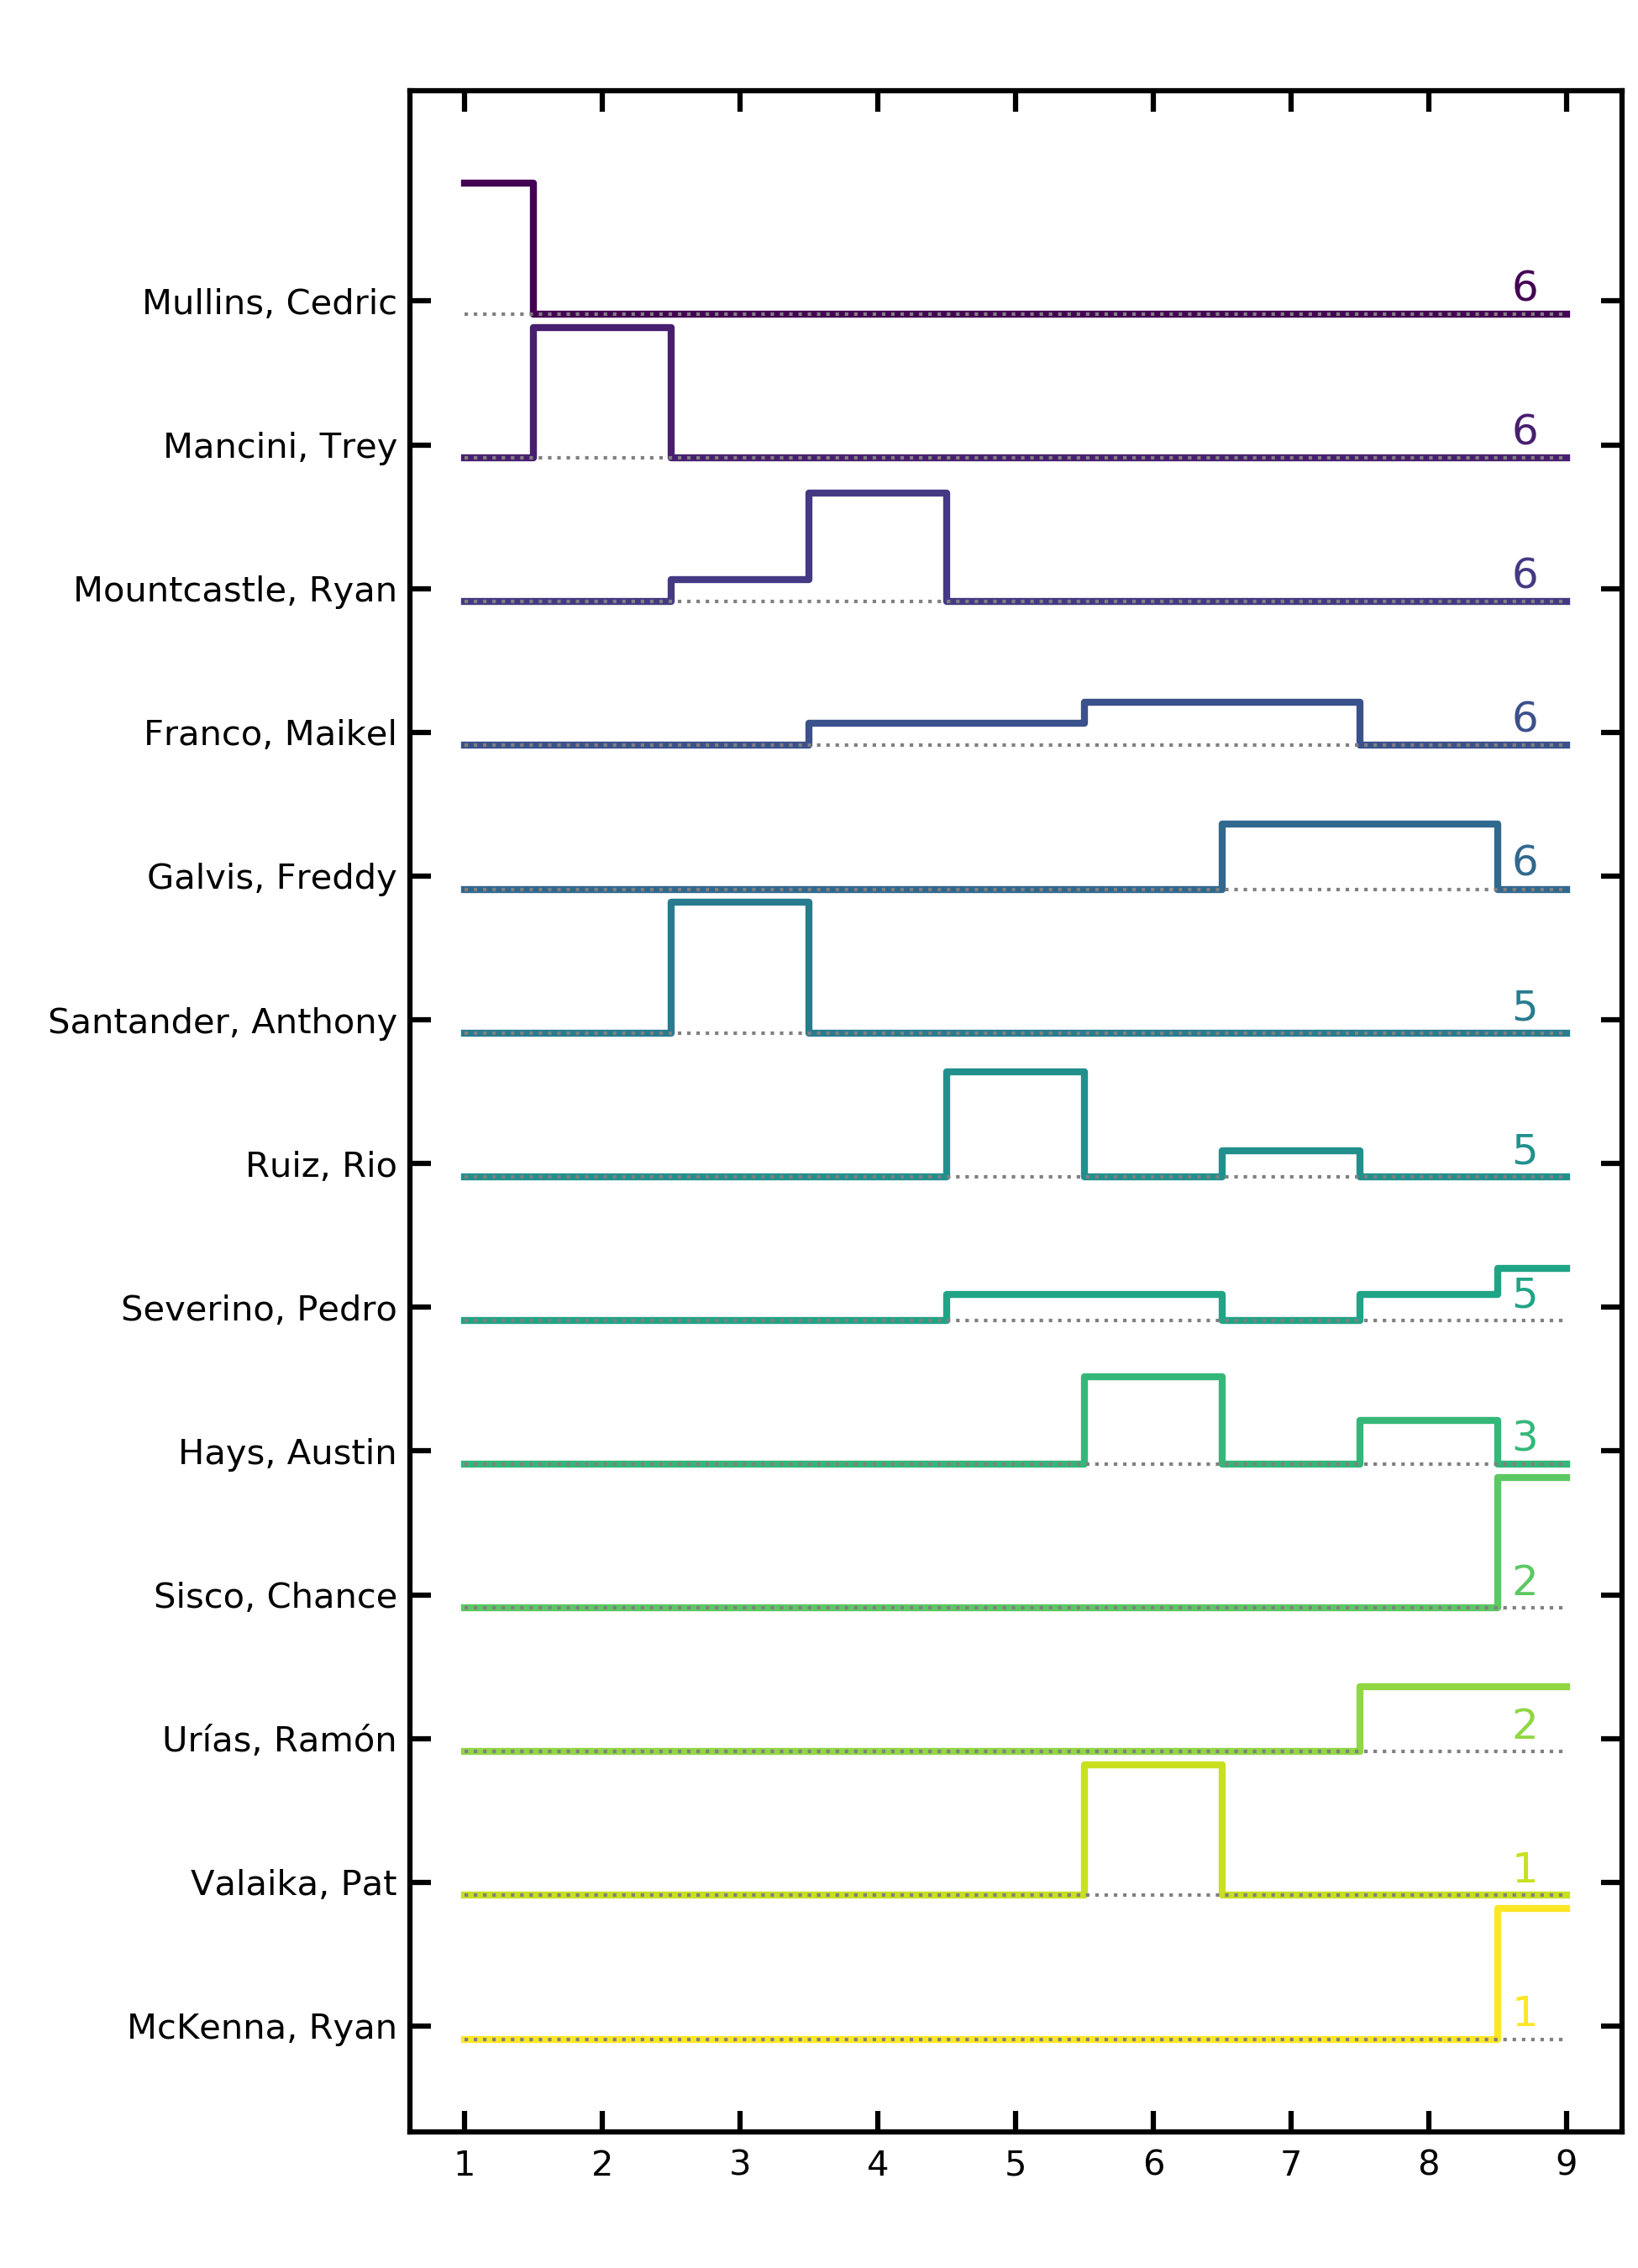 Mullins, Cedric 6
Mancini, Trey 6
Mountcastle, Ryan 6
Franco, Maikel 6
Galvis, Freddy 6
Santander, Anthony 5
Ruiz, Rio 5
Severino, Pedro 5
Hays, Austin 3
Sisco, Chance 2
Urías, Ramón 2
Valaika, Pat 1
McKenna, Ryan 1
1 2 3 4 5 6 7 8 9